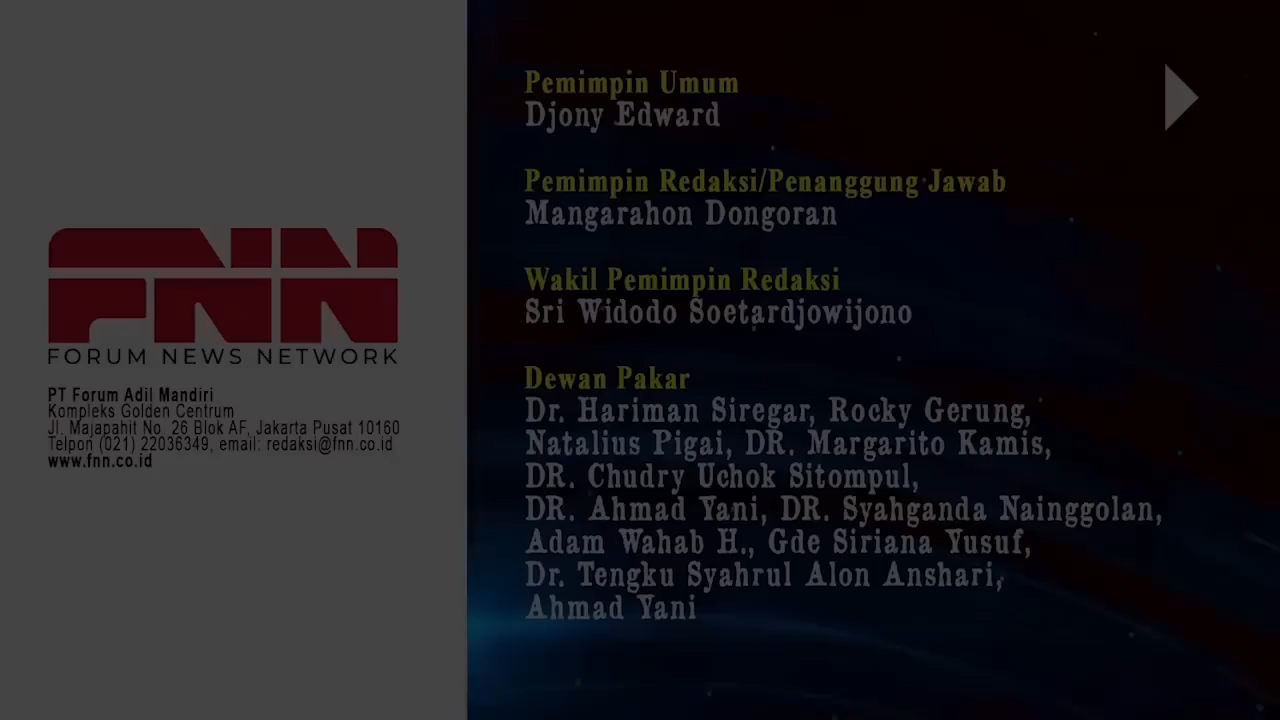 FNN
FORUM NEWS NETWORK
PT Forum Adil Mandiri
Kompleks Golden Centrum
Jl. Majapahit No. 26 Blok AF, Jakarta Pusat 10160
Telpon (021) 22036349, email: redaksi@fnn.co.id
www.fnn.co.id
Pemimpin Umum
Djony Edward
Pemimpin Redaksi/Penanggung Jawab
Mangarahon Dongoran
Wakil Pemimpin Redaksi
Sri Widodo Soetardjowijono
Dewan Pakar
Dr. Hariman Siregar, Rocky Gerung,
Natalius Pigai, DR. Margarito Kamis,
DR. Chudry Uchok Sitompul,
DR. Ahmad Yani, DR. Syahganda Nainggolan,
Adam Wahab H., Gde Siriana Yusuf,
Dr. Tengku Syahrul Alon Anshari,
Ahmad Yani